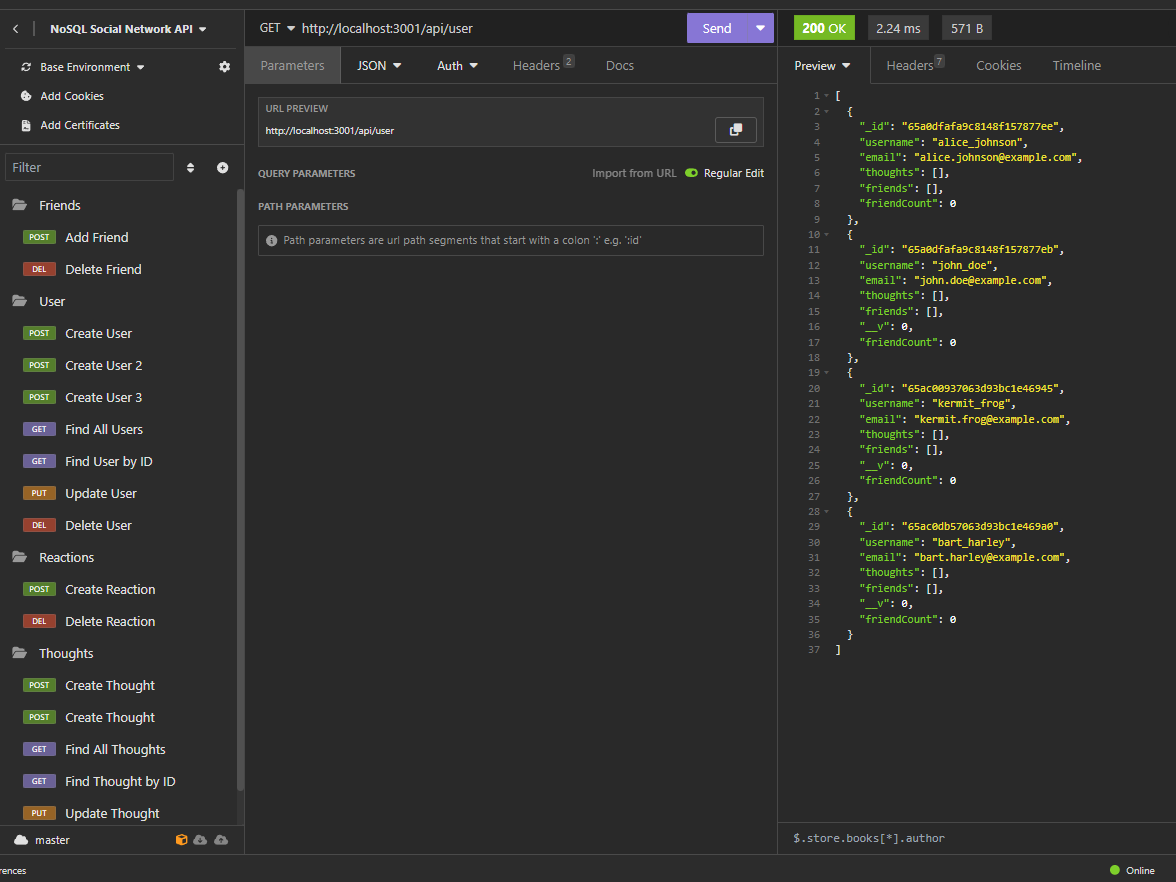 NoSQL Social Network API
Base Environment
Add Cookies
Add Certificates
Filter
Friends
POST Add Friend
DEL Delete Friend
User
POST Create User
POST Create User 2
POST Create User 3
GET Find All Users
GET Find User by ID
PUT Update User
DEL Delete User
Reactions
POST Create Reaction
DEL Delete Reaction
Thoughts
POST Create Thought
POST Create Thought
GET Find All Thoughts
GET Find Thought by ID
PUT Update Thought
master
GET http://localhost:3001/api/user Send
Parameters JSON Auth Headers 2 Docs
URL PREVIEW
http://localhost:3001/api/user
QUERY PARAMETERS Import from URL Regular Edit
PATH PARAMETERS
Path parameters are url path segments that start with a colon ':' e.g. ':id'
200 OK 2.24 ms 571 B
Preview Headers 7 Cookies Timeline
1 [
2 {
3 "_id": "65a0dfafa9c8148f157877ee",
4 "username": "alice_johnson",
5 "email": "alice.johnson@example.com",
6 "thoughts": [],
7 "friends": [],
8 "friendCount": 0
9 },
10 {
11 "_id": "65a0dfafa9c8148f157877eb",
12 "username": "john_doe",
13 "email": "john.doe@example.com",
14 "thoughts": [],
15 "friends": [],
16 "__v": 0,
17 "friendCount": 0
18 },
19 {
20 "_id": "65ac00937063d93bc1e46945",
21 "username": "kermit_frog",
22 "email": "kermit.frog@example.com",
23 "thoughts": [],
24 "friends": [],
25 "__v": 0,
26 "friendCount": 0
27 },
28 {
29 "_id": "65ac0db57063d93bc1e469a0",
30 "username": "bart_harley",
31 "email": "bart.harley@example.com",
32 "thoughts": [],
33 "friends": [],
34 "__v": 0,
35 "friendCount": 0
36 }
37 ]
$.store.books[*].author
rences
Online